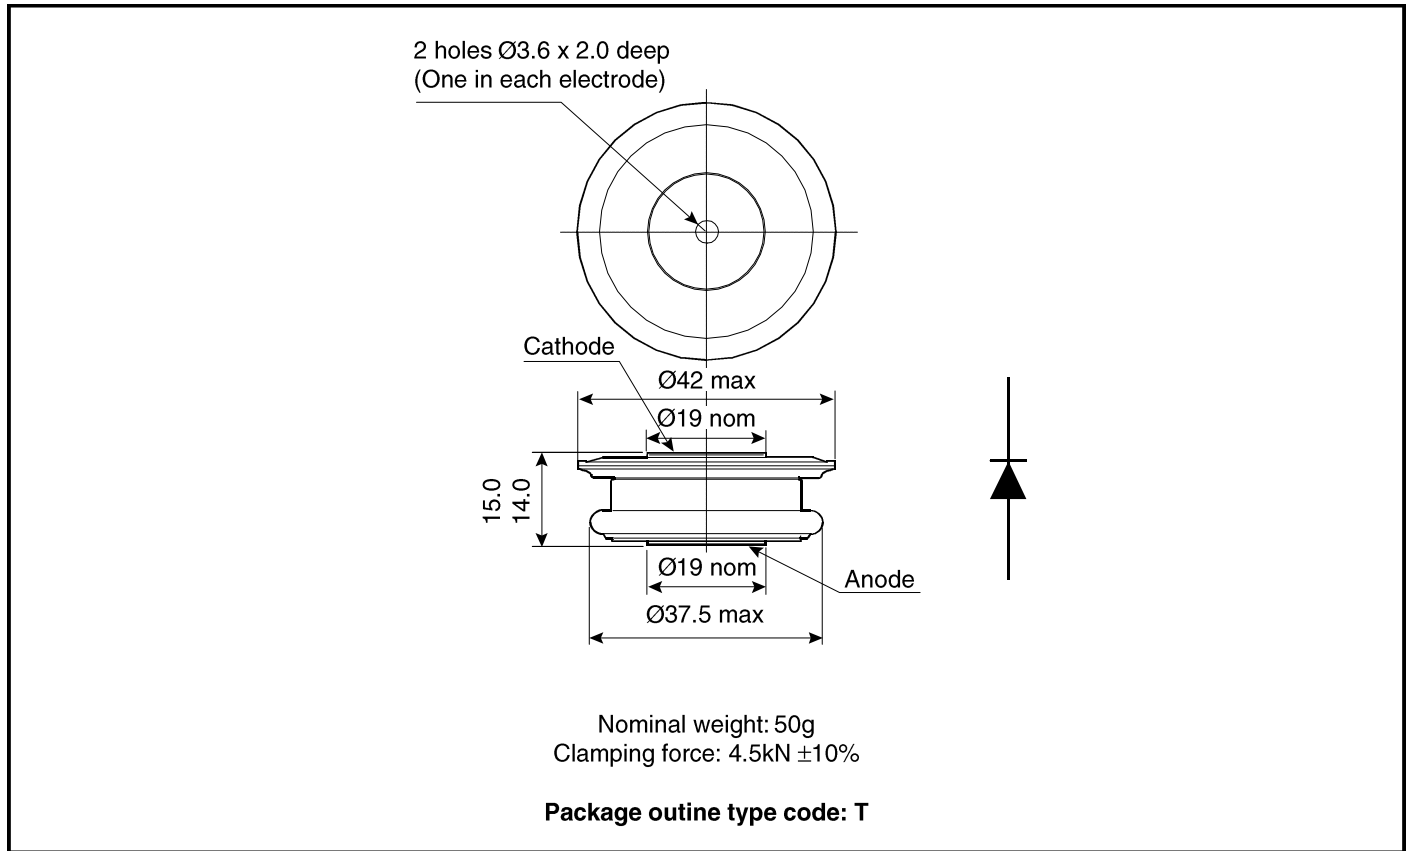 2 holes Ø3.6 x 2.0 deep
(One in each electrode)
Cathode
Ø42 max
Ø19 nom
15.0
14.0
Ø19 nom
Anode
Ø37.5 max
Nominal weight: 50g
Clamping force: 4.5kN ±10%
Package outine type code: T